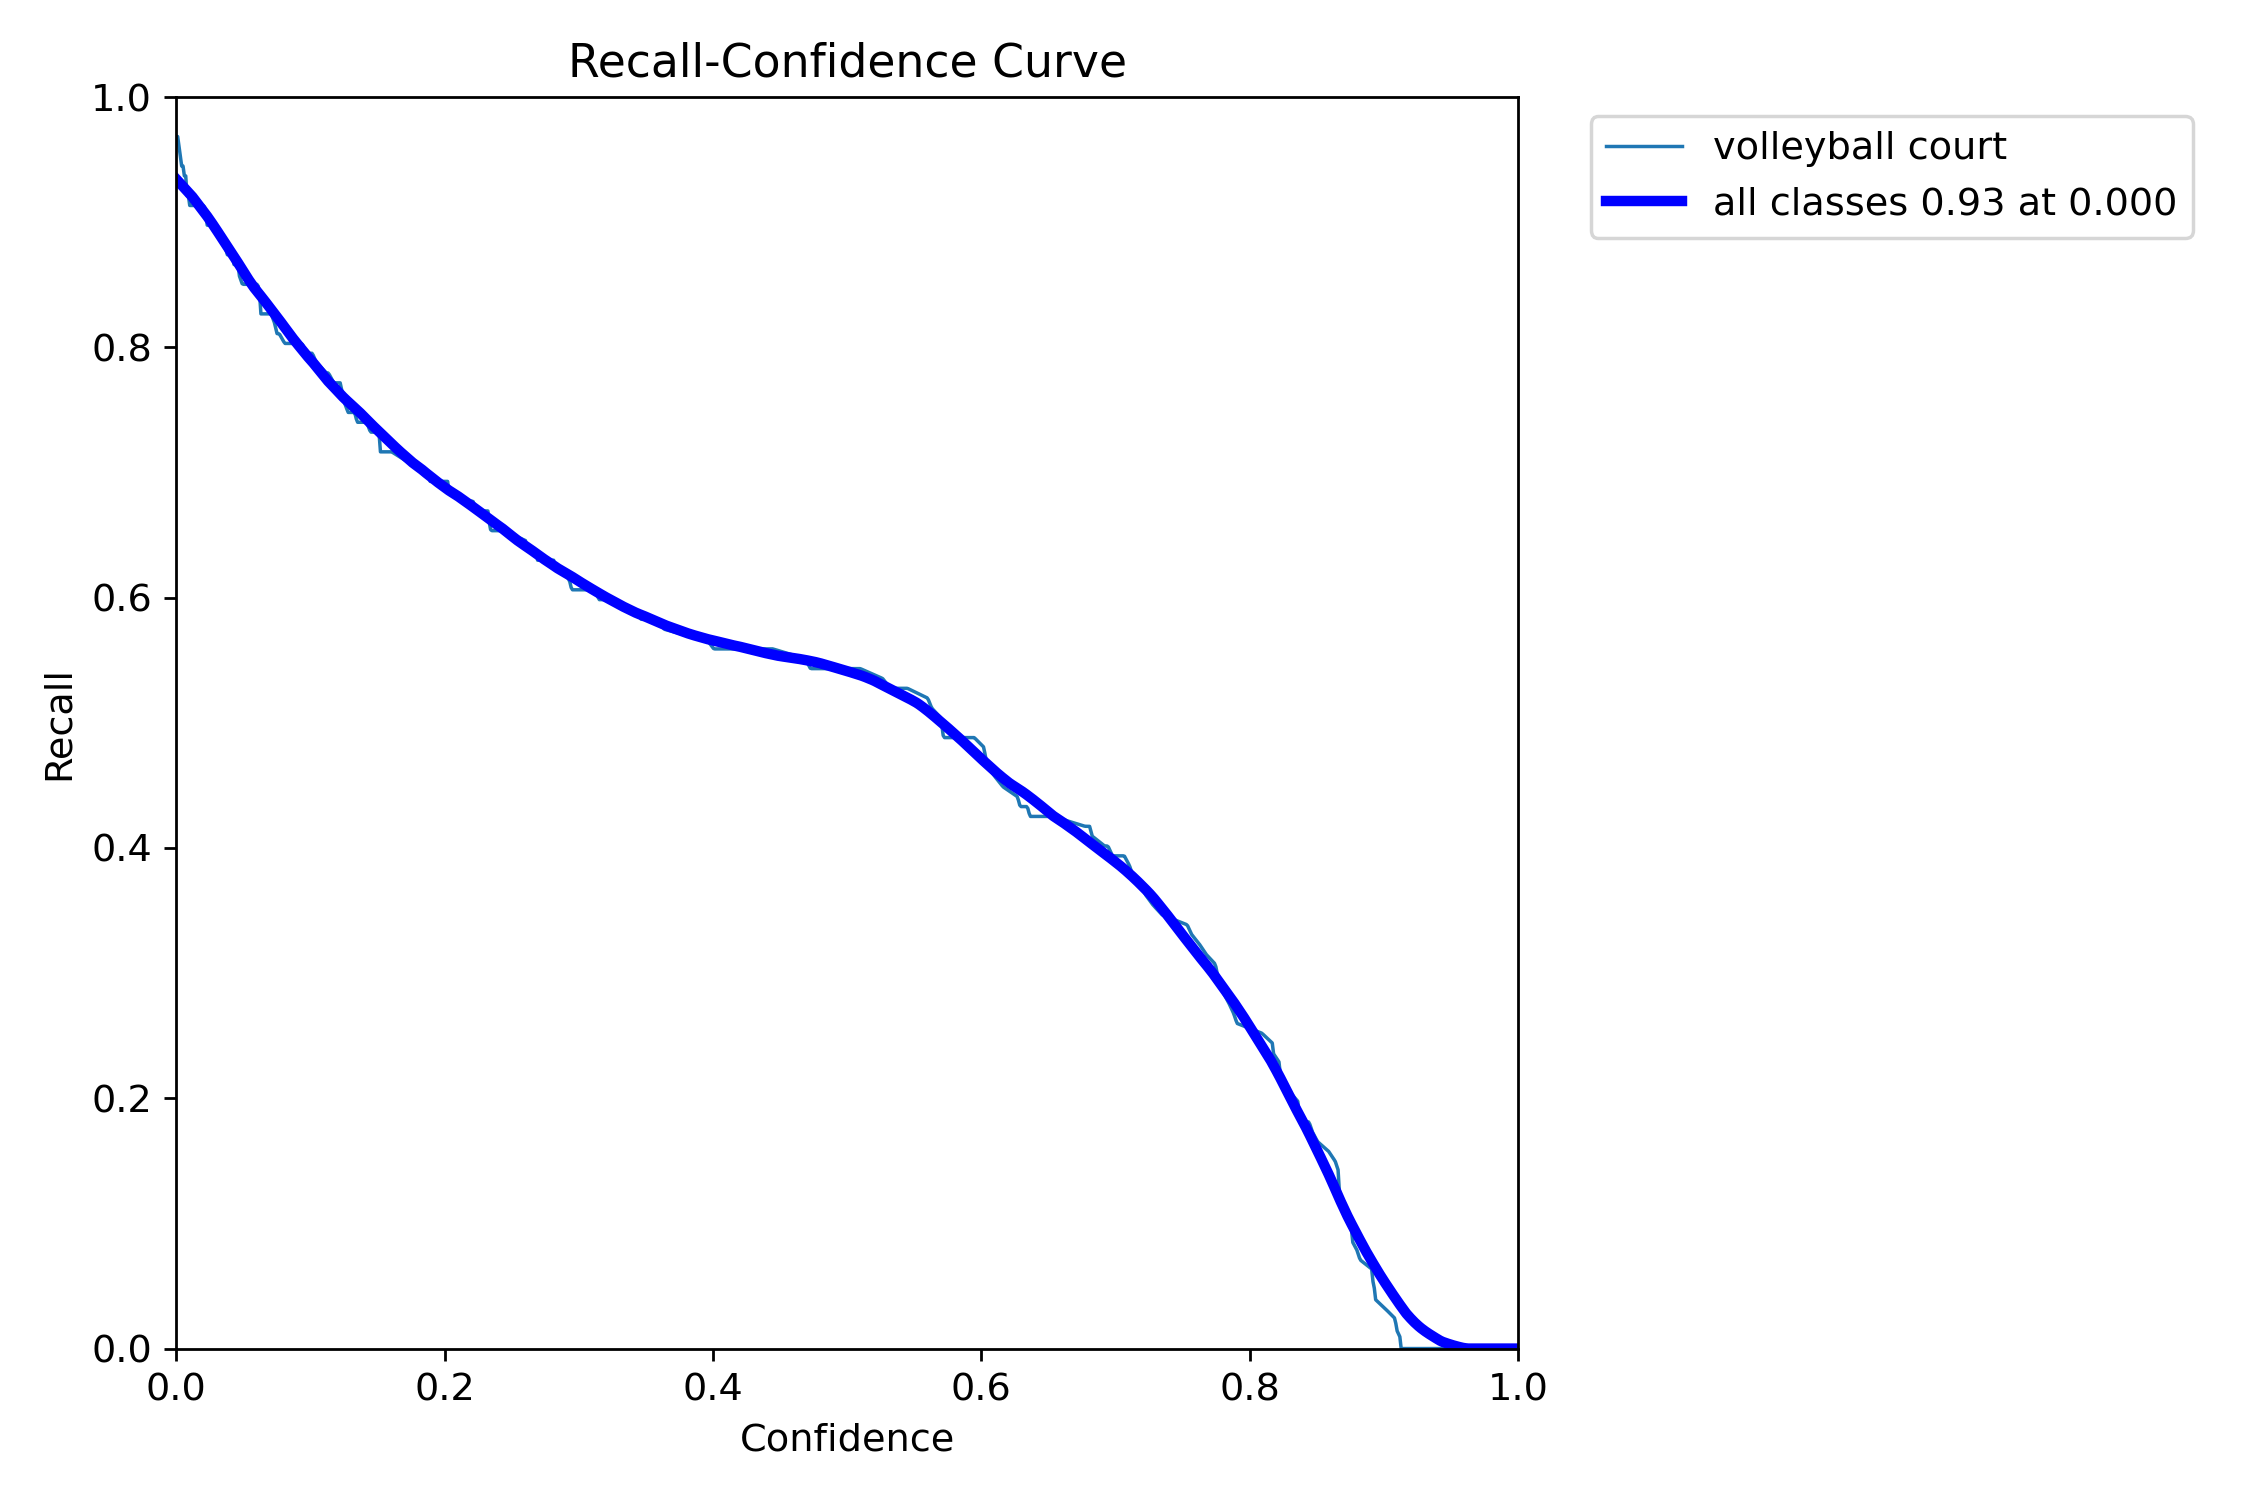 Recall-Confidence Curve
1.0
0.8
0.6
0.4
0.2
0.0
Recall
0.0 0.2 0.4 0.6 0.8 1.0
Confidence
volleyball court
all classes 0.93 at 0.000